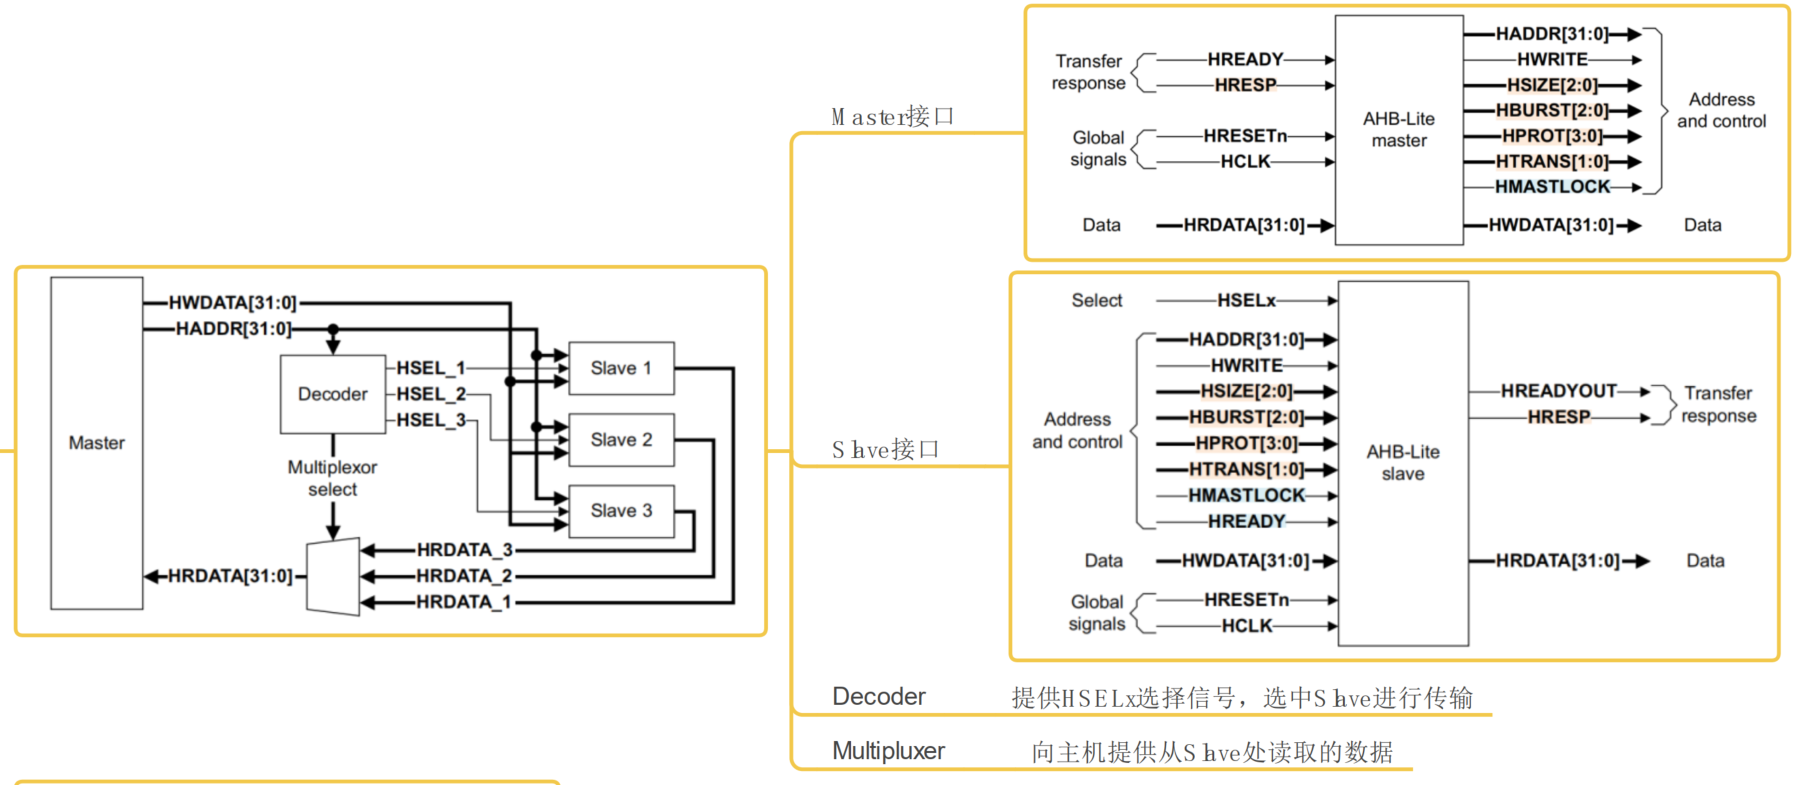 Master
HWDATA[31:0]
HADDR[31:0]
Decoder
HSEL_1
HSEL_2
HSEL_3
Slave 1
Slave 2
Slave 3
Multiplexor
select
HRDATA_3
HRDATA[31:0]
HRDATA_2
HRDATA_1
Master接口
Transfer
response
HREADY
HRESP
Global
signals
HRESETn
HCLK
Data
HRDATA[31:0]
AHB-Lite
master
HADDR[31:0]
HWRITE
HSIZE[2:0]
HBURST[2:0]
HPROT[3:0]
HTRANS[1:0]
HMASTLOCK
Address
and control
HWDATA[31:0]
Data
Slave接口
Select
HSELx
Address
and control
HADDR[31:0]
HWRITE
HSIZE[2:0]
HBURST[2:0]
HPROT[3:0]
HTRANS[1:0]
HMASTLOCK
HREADY
Data
HWDATA[31:0]
Global
signals
HRESETn
HCLK
AHB-Lite
slave
HREADYOUT
HRESP
Transfer
response
HRDATA[31:0]
Data
Decoder 提供HSELx选择信号，选中Slave进行传输
Multipluxer 向主机提供从Slave处读取的数据